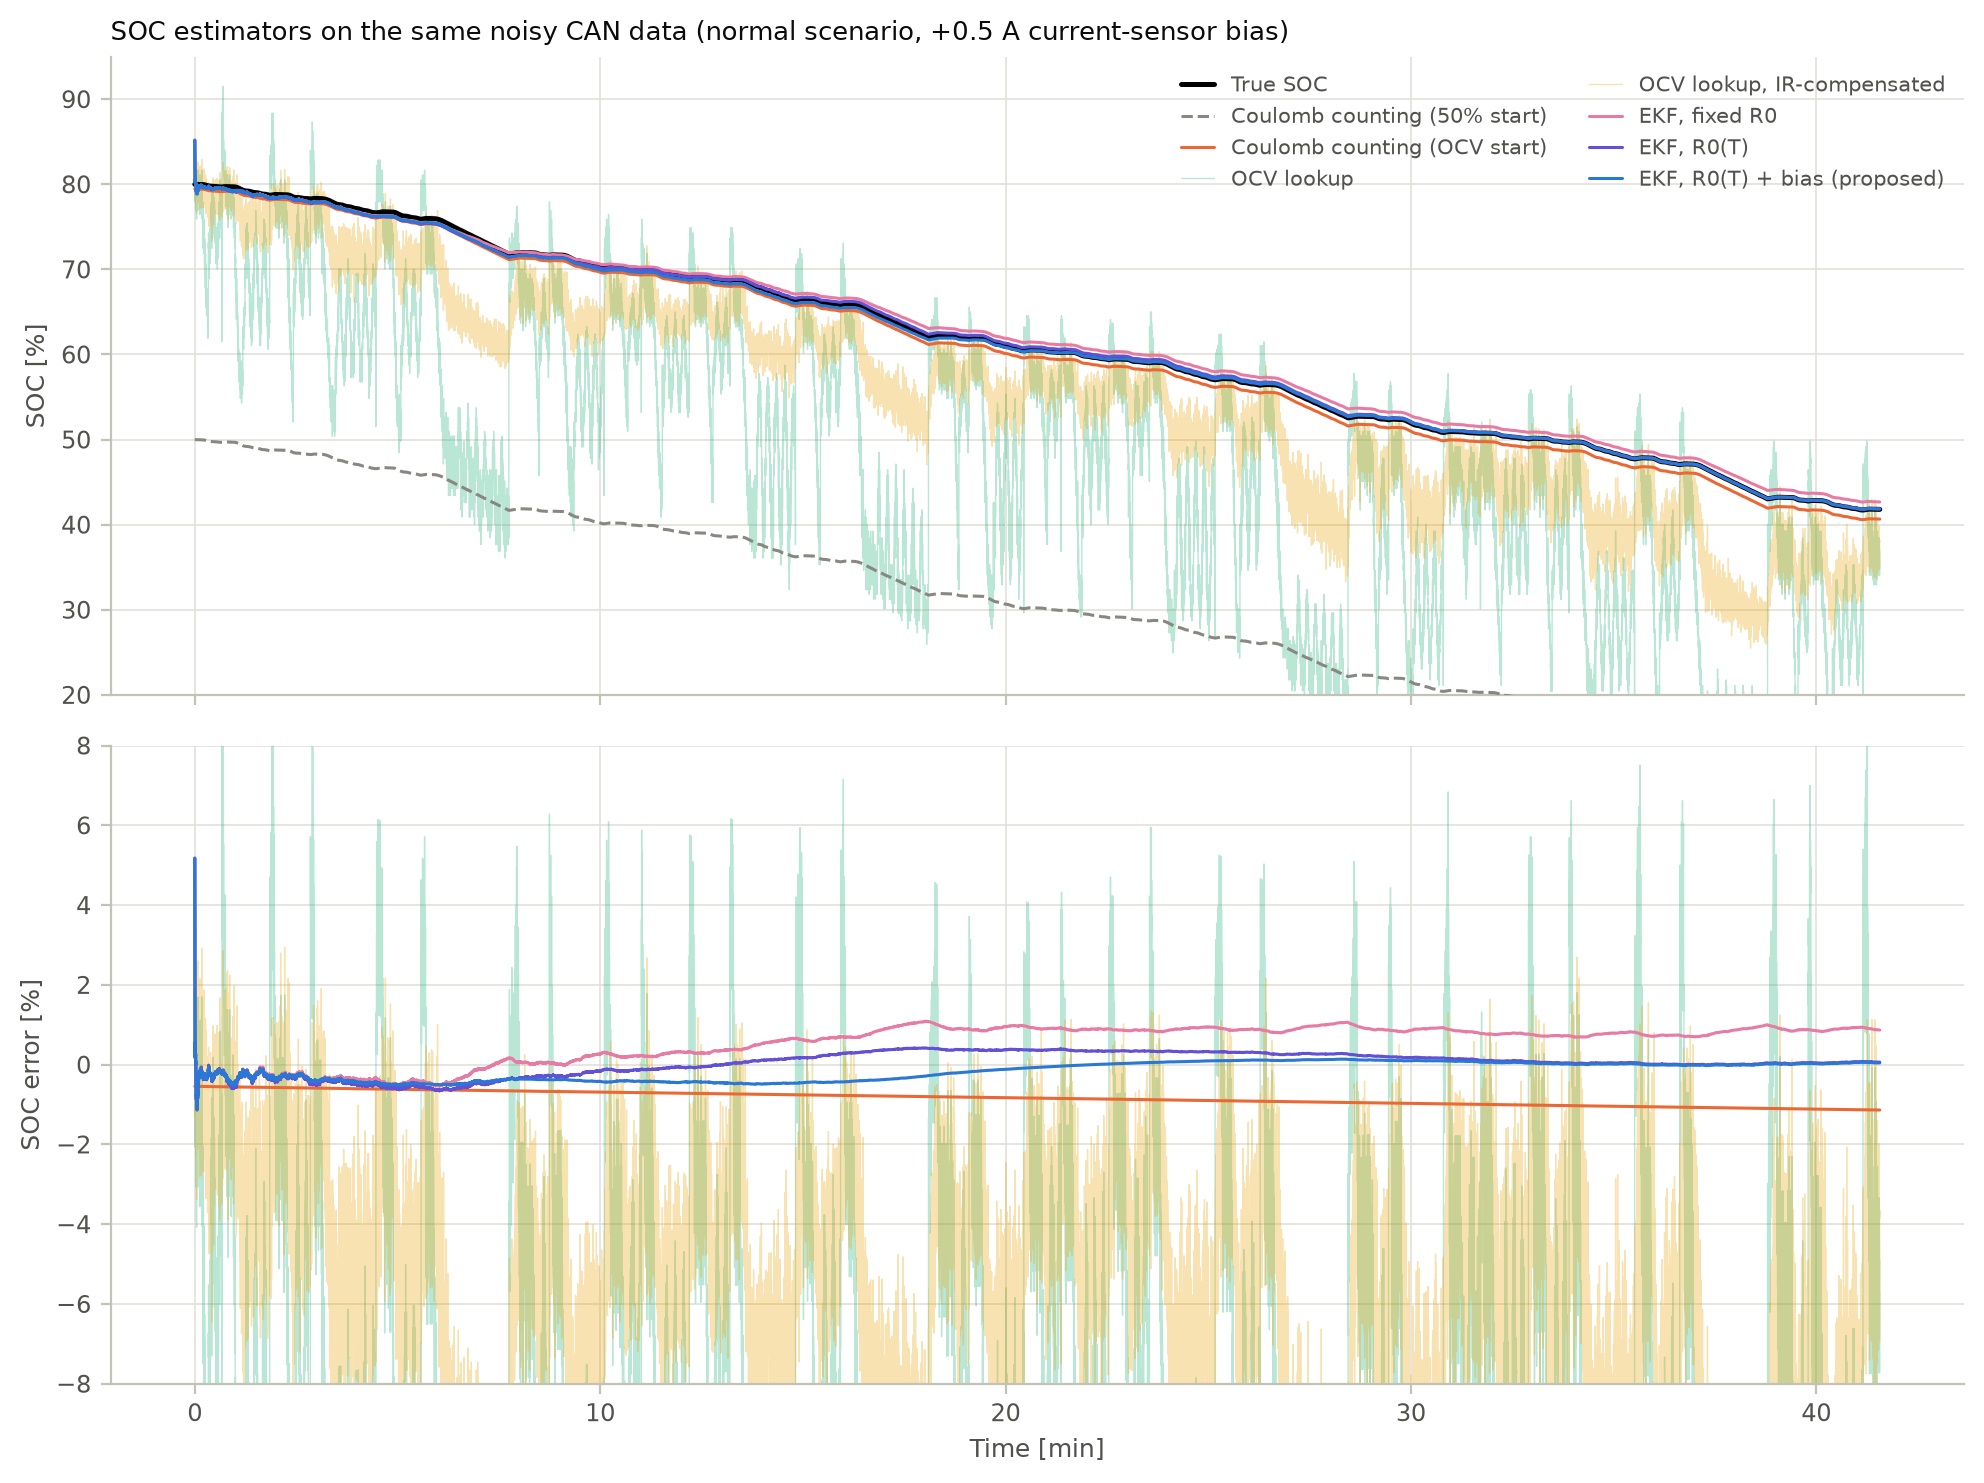 SOC estimators on the same noisy CAN data (normal scenario, +0.5 A current-sensor bias)
True SOC
Coulomb counting (50% start)
Coulomb counting (OCV start)
OCV lookup
OCV lookup, IR-compensated
EKF, fixed R0
EKF, R0(T)
EKF, R0(T) + bias (proposed)
SOC [%]
90
80
70
60
50
40
30
20
SOC error [%]
8
6
4
2
0
−2
−4
−6
−8
0 10 20 30 40
Time [min]